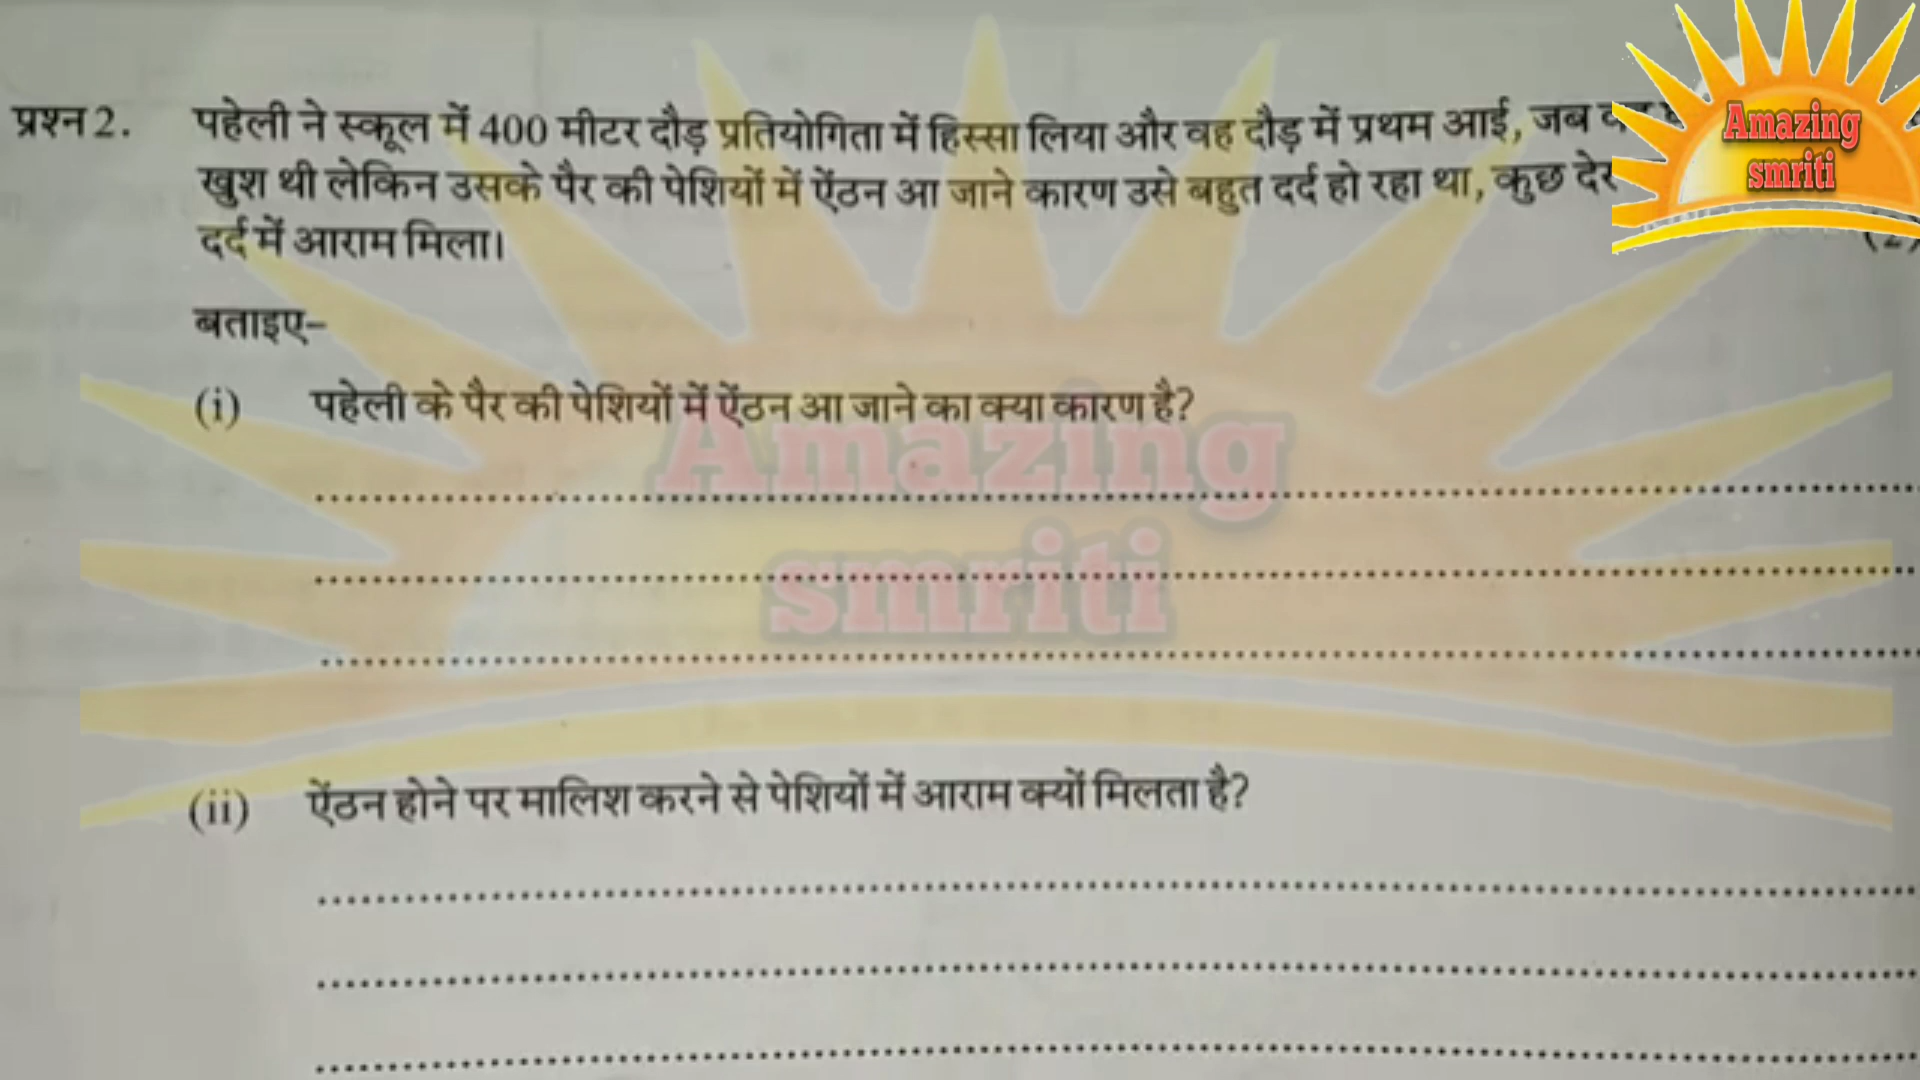 Amazing
smriti
प्रश्न 2. पहेली ने स्कूल में 400 मीटर दौड़ प्रतियोगिता में हिस्सा लिया और वह दौड़ में प्रथम आई, जब
खुश थी लेकिन उसके पैर की पेशियों में ऐंठन आ जाने कारण उसे बहुत दर्द हो रहा था, कुछ देर
दर्द में आराम मिला।
(2)
बताइए–
(i) पहेली के पैर की पेशियों में ऐंठन आ जाने का क्या कारण है?
Amazing
smriti
(ii) ऐंठन होने पर मालिश करने से पेशियों में आराम क्यों मिलता है?